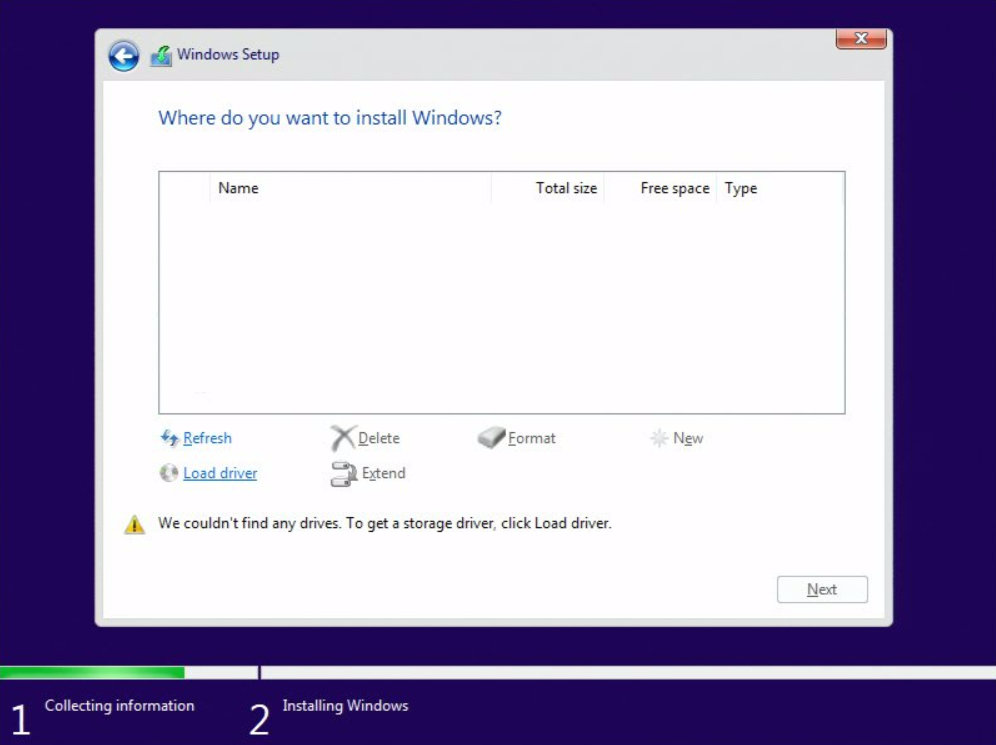 Windows Setup
Where do you want to install Windows?
Name Total size Free space Type
Refresh Delete Format New
Load driver Extend
We couldn't find any drives. To get a storage driver, click Load driver.
Next
1 Collecting information 2 Installing Windows